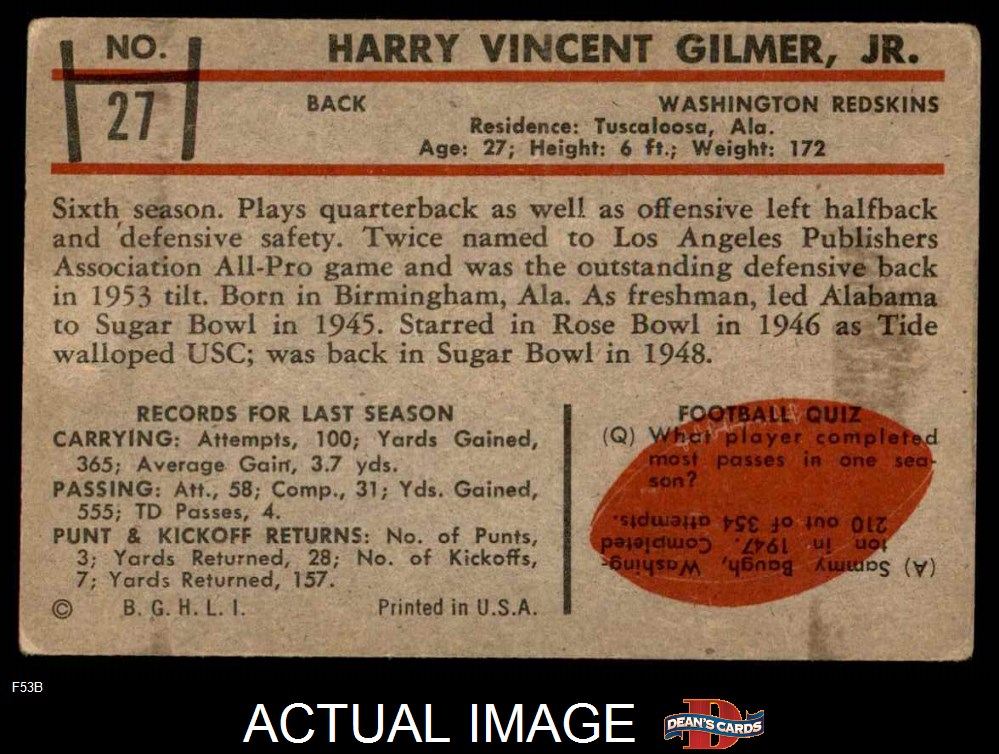 NO.
27
HARRY VINCENT GILMER, JR.
BACK
WASHINGTON REDSKINS
Residence: Tuscaloosa, Ala.
Age: 27; Height: 6 ft.; Weight: 172
Sixth season. Plays quarterback as well as offensive left halfback
and defensive safety. Twice named to Los Angeles Publishers
Association All-Pro game and was the outstanding defensive back
in 1953 tilt. Born in Birmingham, Ala. As freshman, led Alabama
to Sugar Bowl in 1945. Starred in Rose Bowl in 1946 as Tide
walloped USC; was back in Sugar Bowl in 1948.
RECORDS FOR LAST SEASON
CARRYING: Attempts, 100; Yards Gained,
365; Average Gain, 3.7 yds.
PASSING: Att., 58; Comp., 31; Yds. Gained,
555; TD Passes, 4.
PUNT & KICKOFF RETURNS: No. of Punts,
3; Yards Returned, 28; No. of Kickoffs,
7; Yards Returned, 157.
© B. G. H. L. I. Printed in U.S.A.
FOOTBALL QUIZ
(Q) What player completed
most passes in one sea-
son?
(A) Sammy Baugh, Washing-
ton in 1947. Completed
210 out of 354 attempts.
F53B
ACTUAL IMAGE
DEAN'S CARDS